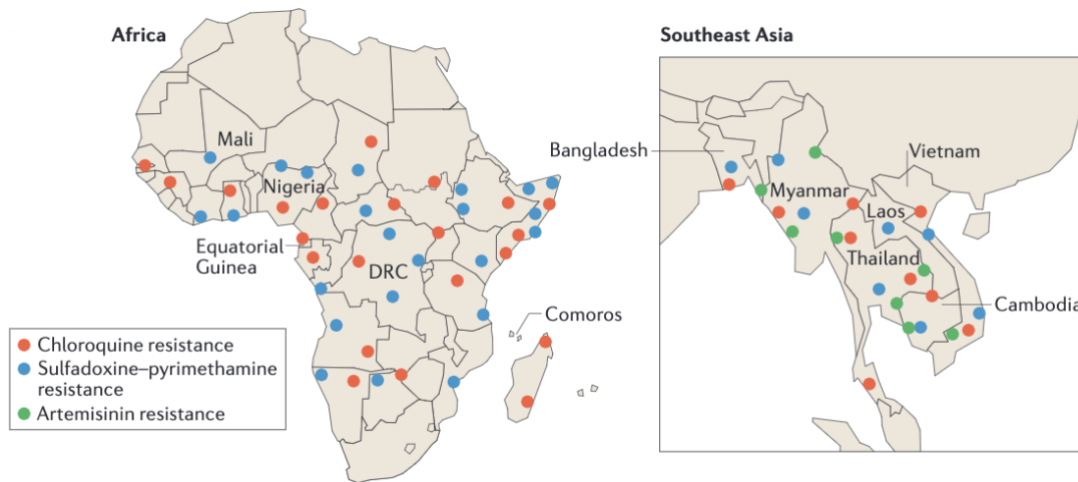 Africa
Southeast Asia
Mali
Nigeria
Equatorial
Guinea
DRC
Comoros
Chloroquine resistance
Sulfadoxine–pyrimethamine
resistance
Artemisinin resistance
Bangladesh
Vietnam
Myanmar
Laos
Thailand
Cambodia